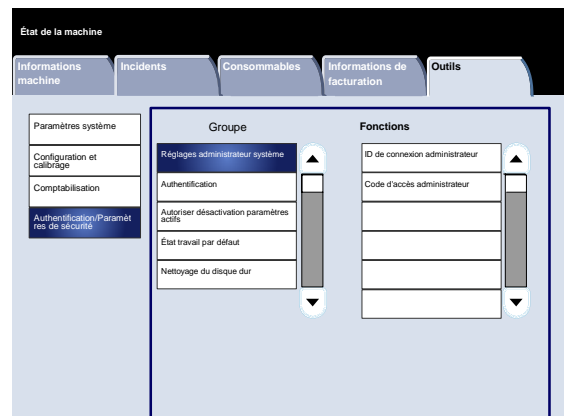 État de la machine
Informations
machine
Incidents
Consommables
Informations de
facturation
Outils
Paramètres système
Configuration et
calibrage
Comptabilisation
Authentification/Paramèt
res de sécurité
Groupe
Réglages administrateur système
Authentification
Autoriser désactivation paramètres
actifs
État travail par défaut
Nettoyage du disque dur
Fonctions
ID de connexion administrateur
Code d'accès administrateur